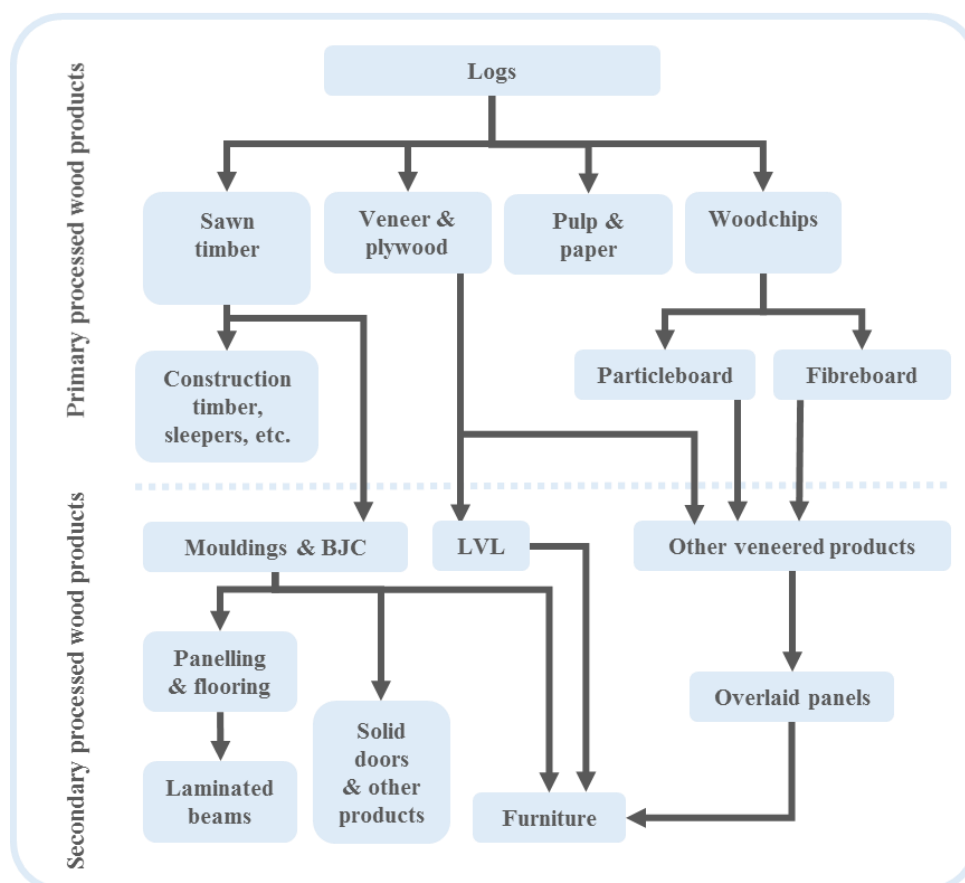 Primary processed wood products
Logs
Sawn
timber
Veneer &
plywood
Pulp &
paper
Woodchips
Construction
timber,
sleepers, etc.
Particleboard
Fibreboard
Secondary processed wood products
Mouldings & BJC
LVL
Other veneered products
Panelling
& flooring
Solid
doors
& other
products
Overlaid panels
Laminated
beams
Furniture